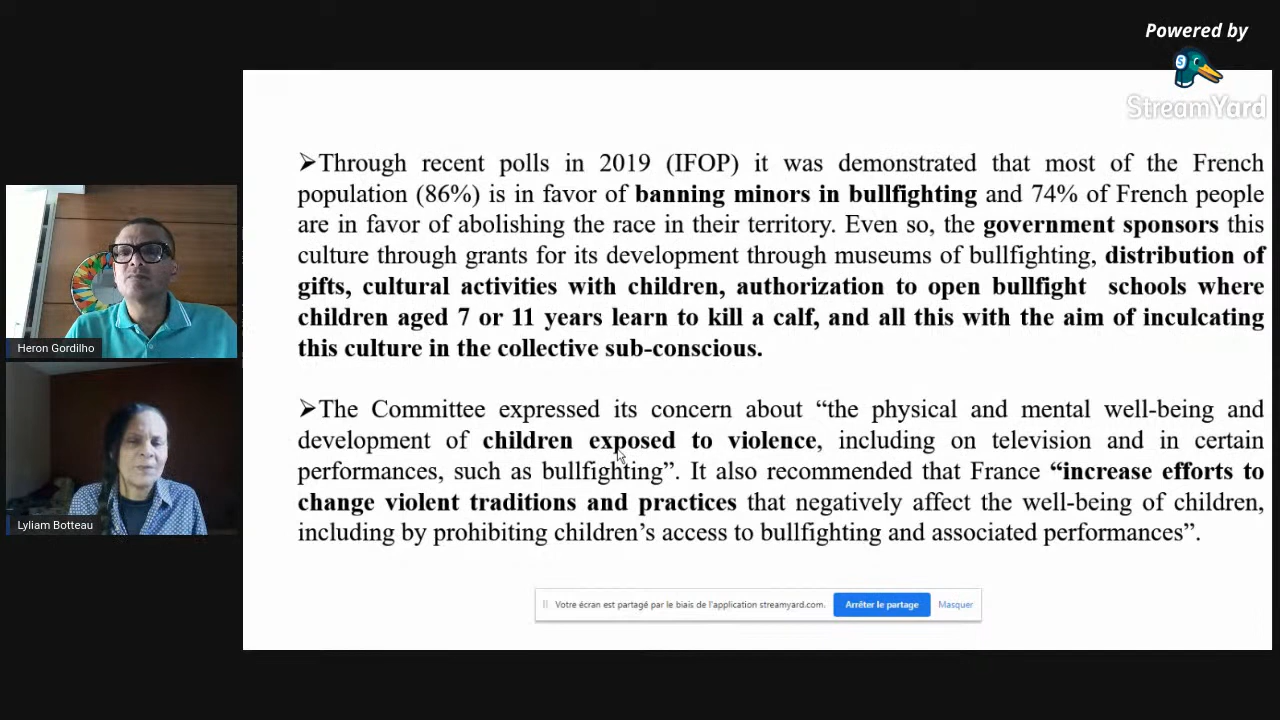 Powered by
StreamYard
➤Through recent polls in 2019 (IFOP) it was demonstrated that most of the French
population (86%) is in favor of banning minors in bullfighting and 74% of French people
are in favor of abolishing the race in their territory. Even so, the government sponsors this
culture through grants for its development through museums of bullfighting, distribution of
gifts, cultural activities with children, authorization to open bullfight schools where
children aged 7 or 11 years learn to kill a calf, and all this with the aim of inculcating
this culture in the collective sub-conscious.
➤The Committee expressed its concern about “the physical and mental well-being and
development of children exposed to violence, including on television and in certain
performances, such as bullfighting”. It also recommended that France “increase efforts to
change violent traditions and practices that negatively affect the well-being of children,
including by prohibiting children’s access to bullfighting and associated performances”.
Heron Gordilho
Lyliam Botteau
Votre écran est partagé par le biais de l'application streamyard.com.
Arrêter le partage
Masquer